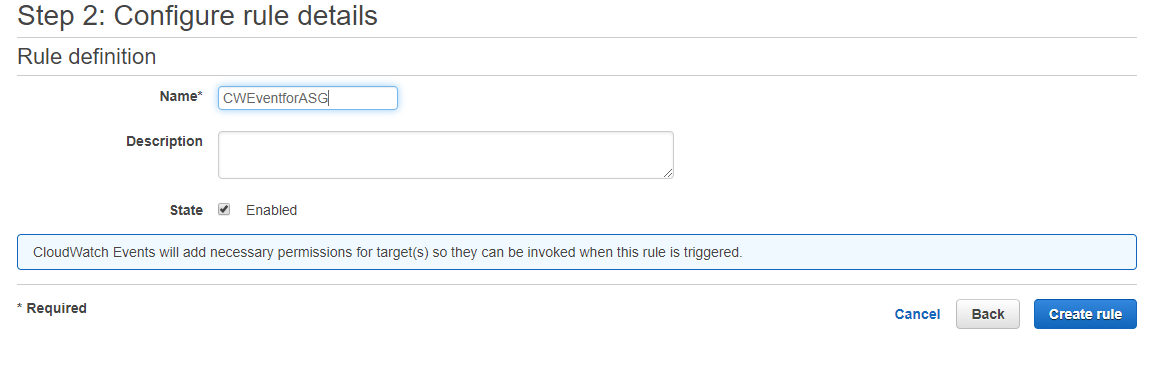 Step 2: Configure rule details
Rule definition
Name* CWEventforASG
Description
State Enabled
CloudWatch Events will add necessary permissions for target(s) so they can be invoked when this rule is triggered.
* Required Cancel Back Create rule